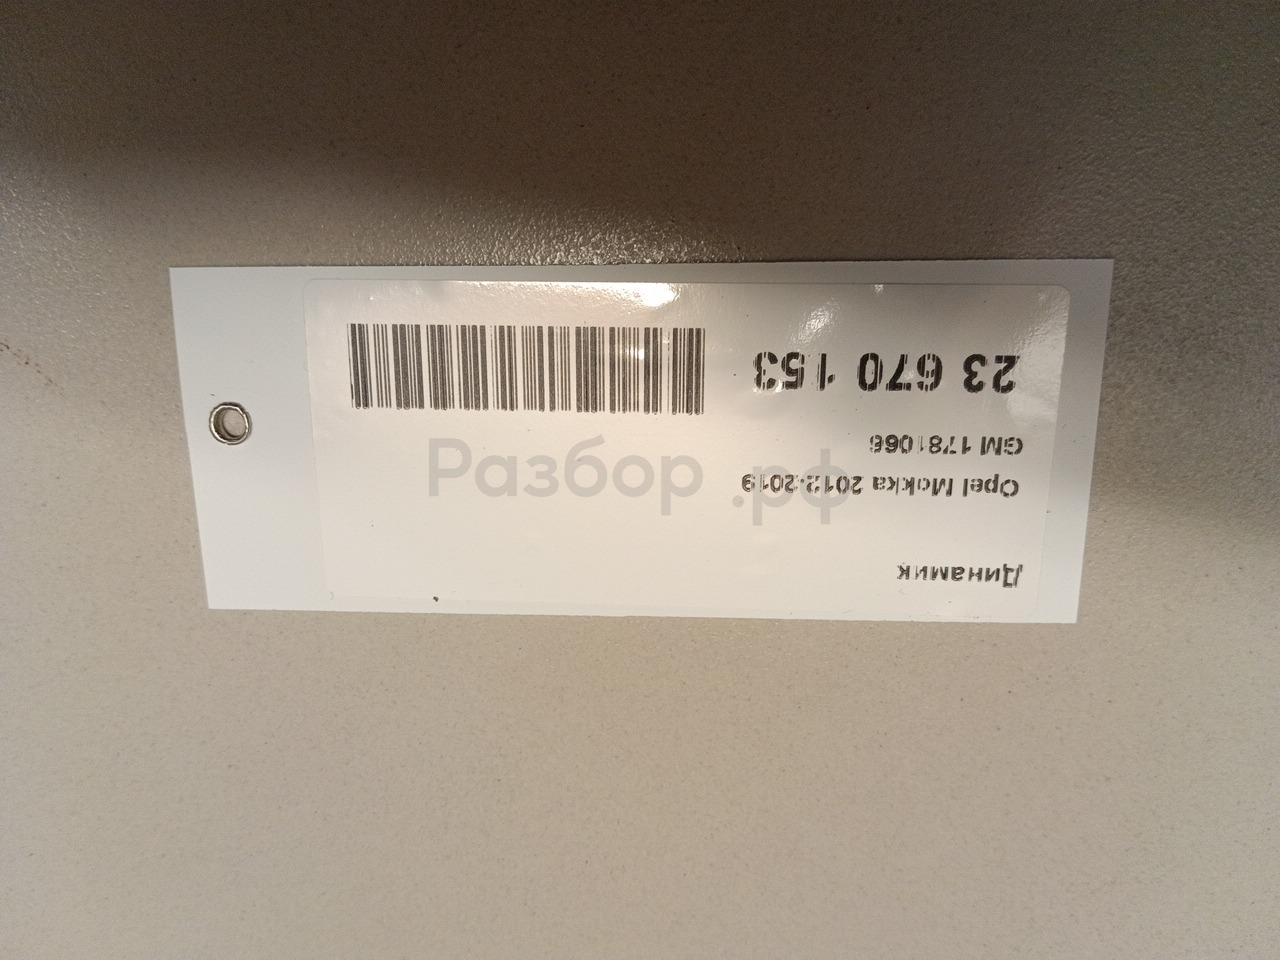 Динамик
Opel Mokka 2012-2019
GM 1781066
23 670 153
Разбор .рф